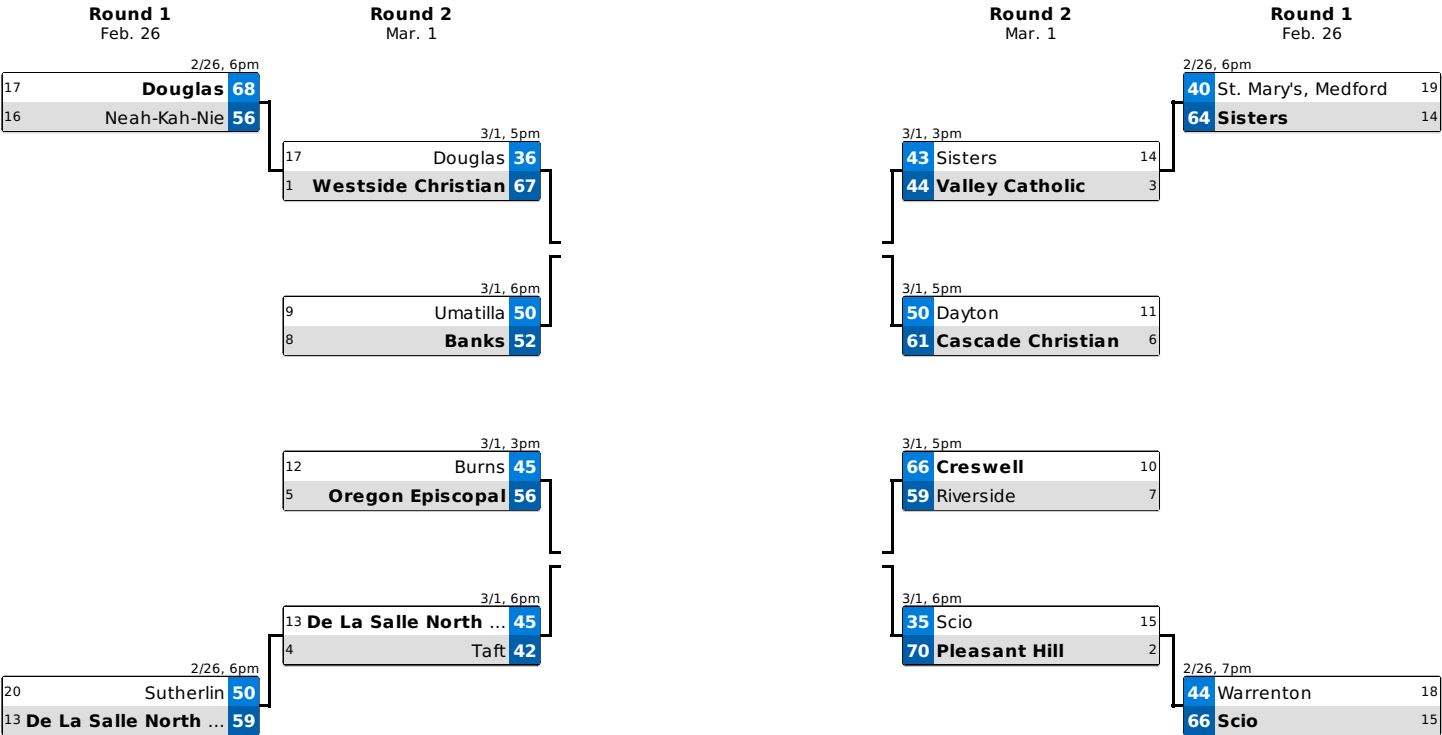 Round 1
Feb. 26
Round 2
Mar. 1
Round 2
Mar. 1
Round 1
Feb. 26
2/26, 6pm
17 Douglas 68
16 Neah-Kah-Nie 56
3/1, 5pm
17 Douglas 36
1 Westside Christian 67
3/1, 6pm
9 Umatilla 50
8 Banks 52
3/1, 3pm
12 Burns 45
5 Oregon Episcopal 56
3/1, 6pm
13 De La Salle North ... 45
4 Taft 42
2/26, 6pm
20 Sutherlin 50
13 De La Salle North ... 59
2/26, 6pm
40 St. Mary's, Medford 19
64 Sisters 14
3/1, 3pm
43 Sisters 14
44 Valley Catholic 3
3/1, 5pm
50 Dayton 11
61 Cascade Christian 6
3/1, 5pm
66 Creswell 10
59 Riverside 7
3/1, 6pm
35 Scio 15
70 Pleasant Hill 2
2/26, 7pm
44 Warrenton 18
66 Scio 15